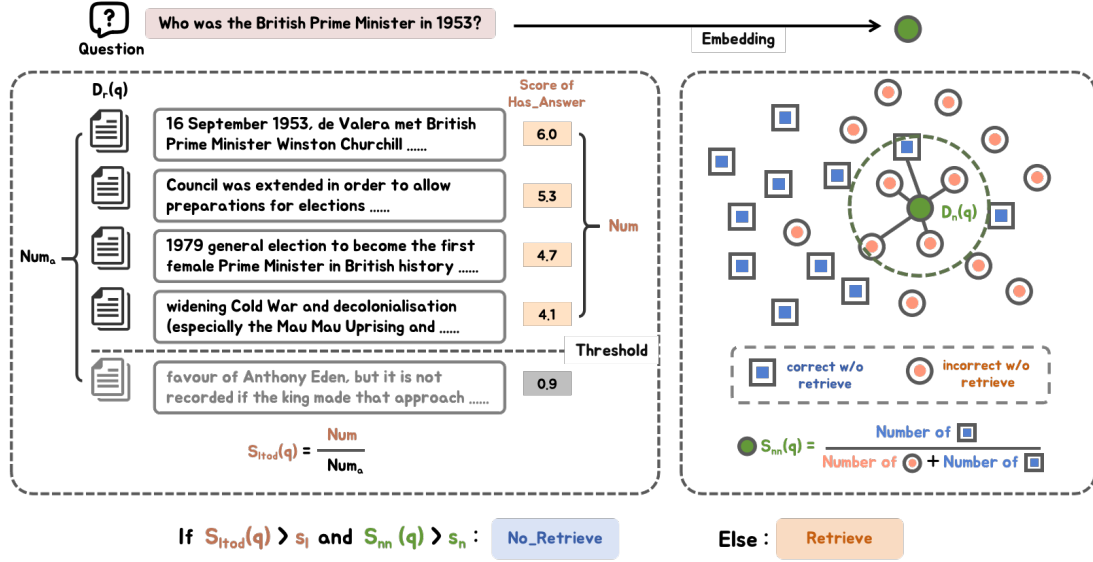 ?
Question
Who was the British Prime Minister in 1953?
Embedding
Dr(q)
Score of
Has_Answer
16 September 1953, de Valera met British
Prime Minister Winston Churchill ......
6.0
Council was extended in order to allow
preparations for elections ......
5.3
1979 general election to become the first
female Prime Minister in British history ......
4.7
widening Cold War and decolonialisation
(especially the Mau Mau Uprising and ......
4.1
Numa
Num
Threshold
favour of Anthony Eden, but it is not
recorded if the king made that approach ......
0.9
Sltod(q) = Num
Numa
Dn(q)
correct w/o
retrieve
incorrect w/o
retrieve
Snn(q) = Number of
Number of + Number of
If Sltod(q) > sl and Snn (q) > sn : No_Retrieve
Else : Retrieve